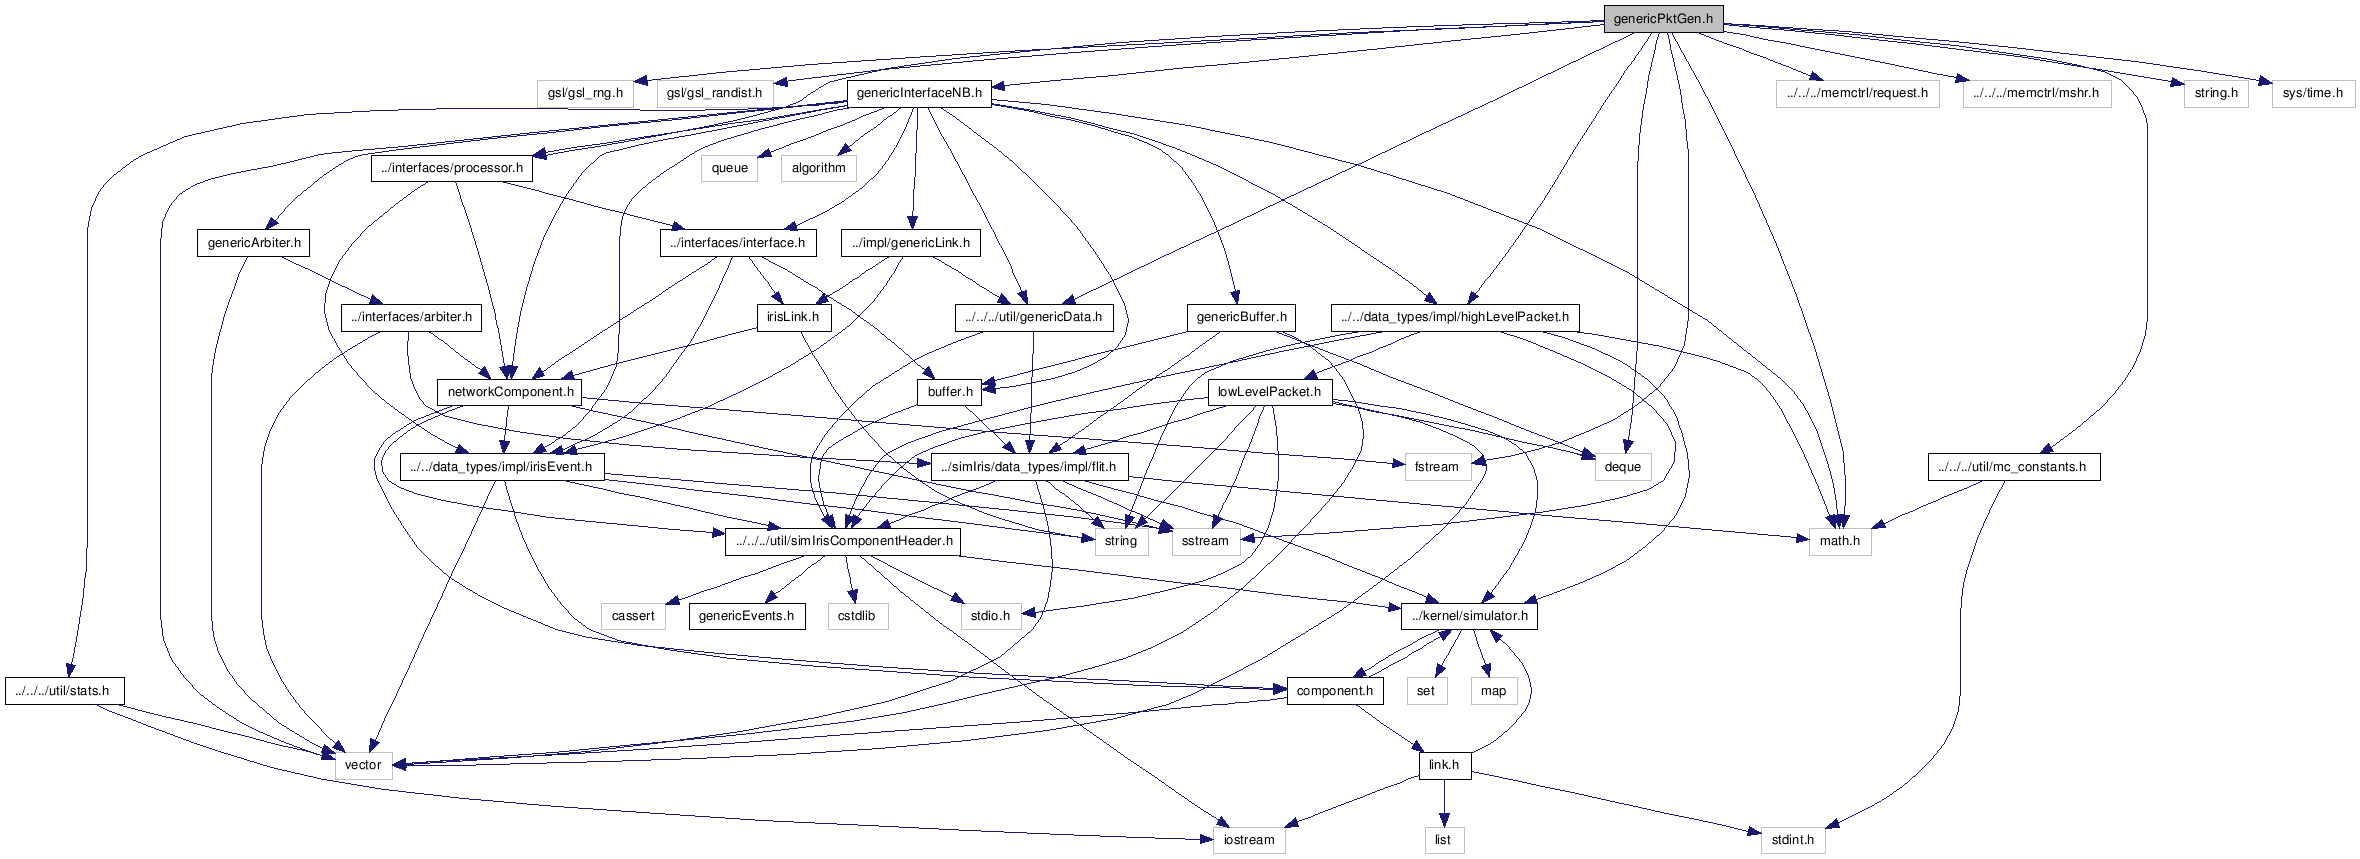 genericPktGen.h
gsl/gsl_rng.h
gsl/gsl_randist.h
genericInterfaceNB.h
../../../memctrl/request.h
../../../memctrl/mshr.h
string.h
sys/time.h
../interfaces/processor.h
queue
algorithm
genericArbiter.h
../interfaces/interface.h
../impl/genericLink.h
../interfaces/arbiter.h
irisLink.h
../../../util/genericData.h
genericBuffer.h
../../data_types/impl/highLevelPacket.h
networkComponent.h
buffer.h
lowLevelPacket.h
../../data_types/impl/irisEvent.h
../simIris/data_types/impl/flit.h
fstream
deque
../../../util/mc_constants.h
../../../util/simIrisComponentHeader.h
string
sstream
math.h
cassert
genericEvents.h
cstdlib
stdio.h
../kernel/simulator.h
../../../util/stats.h
component.h
set
map
vector
link.h
iostream
list
stdint.h